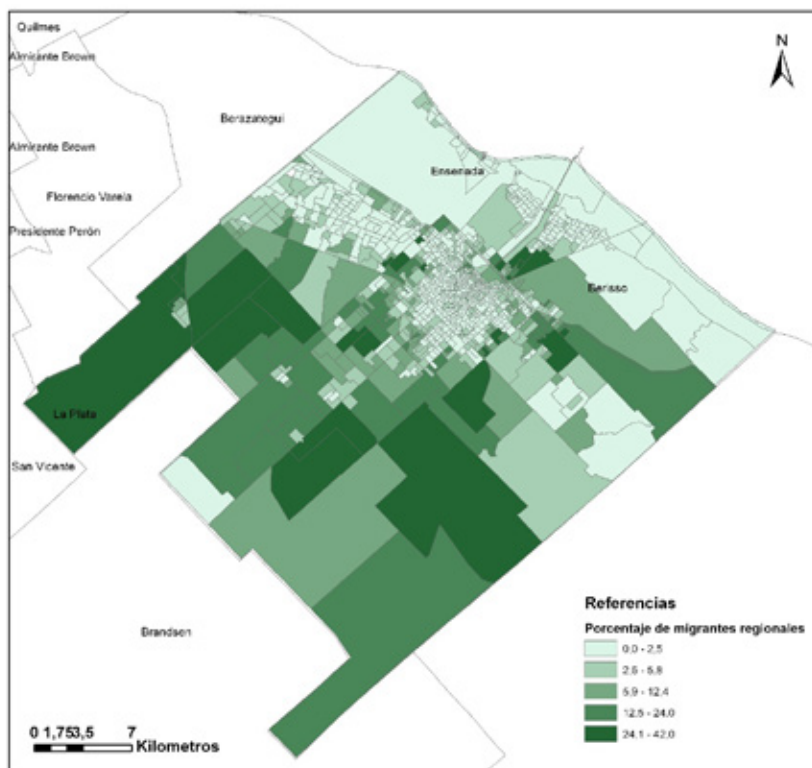 Quilmes
Almirante Brown
N
Berazategui
Almirante Brown
Ensenada
Florencio Varela
Presidente Perón
Berisso
La Plata
San Vicente
Brandsen
Referencias
Porcentaje de migrantes regionales
0,0 - 2,5
2,6 - 5,8
5,9 - 12,4
12,5 - 24,0
24,1 - 42,0
0 1,75 3,5 7
Kilometros